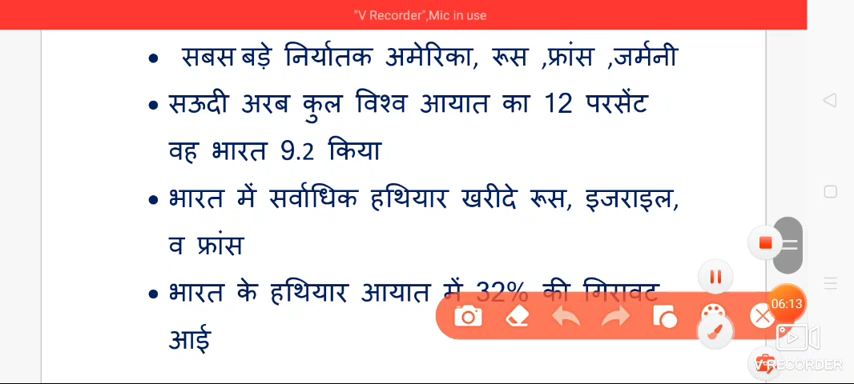 "V Recorder",Mic in use
• सबस बड़े निर्यातक अमेरिका, रूस ,फ्रांस ,जर्मनी
• सऊदी अरब कुल विश्व आयात का 12 परसेंट
वह भारत 9.2 किया
• भारत में सर्वाधिक हथियार खरीदे रूस, इजराइल,
व फ्रांस
• भारत के हथियार आयात में 32% की गिरावट
आई
06:13
V RECORDER